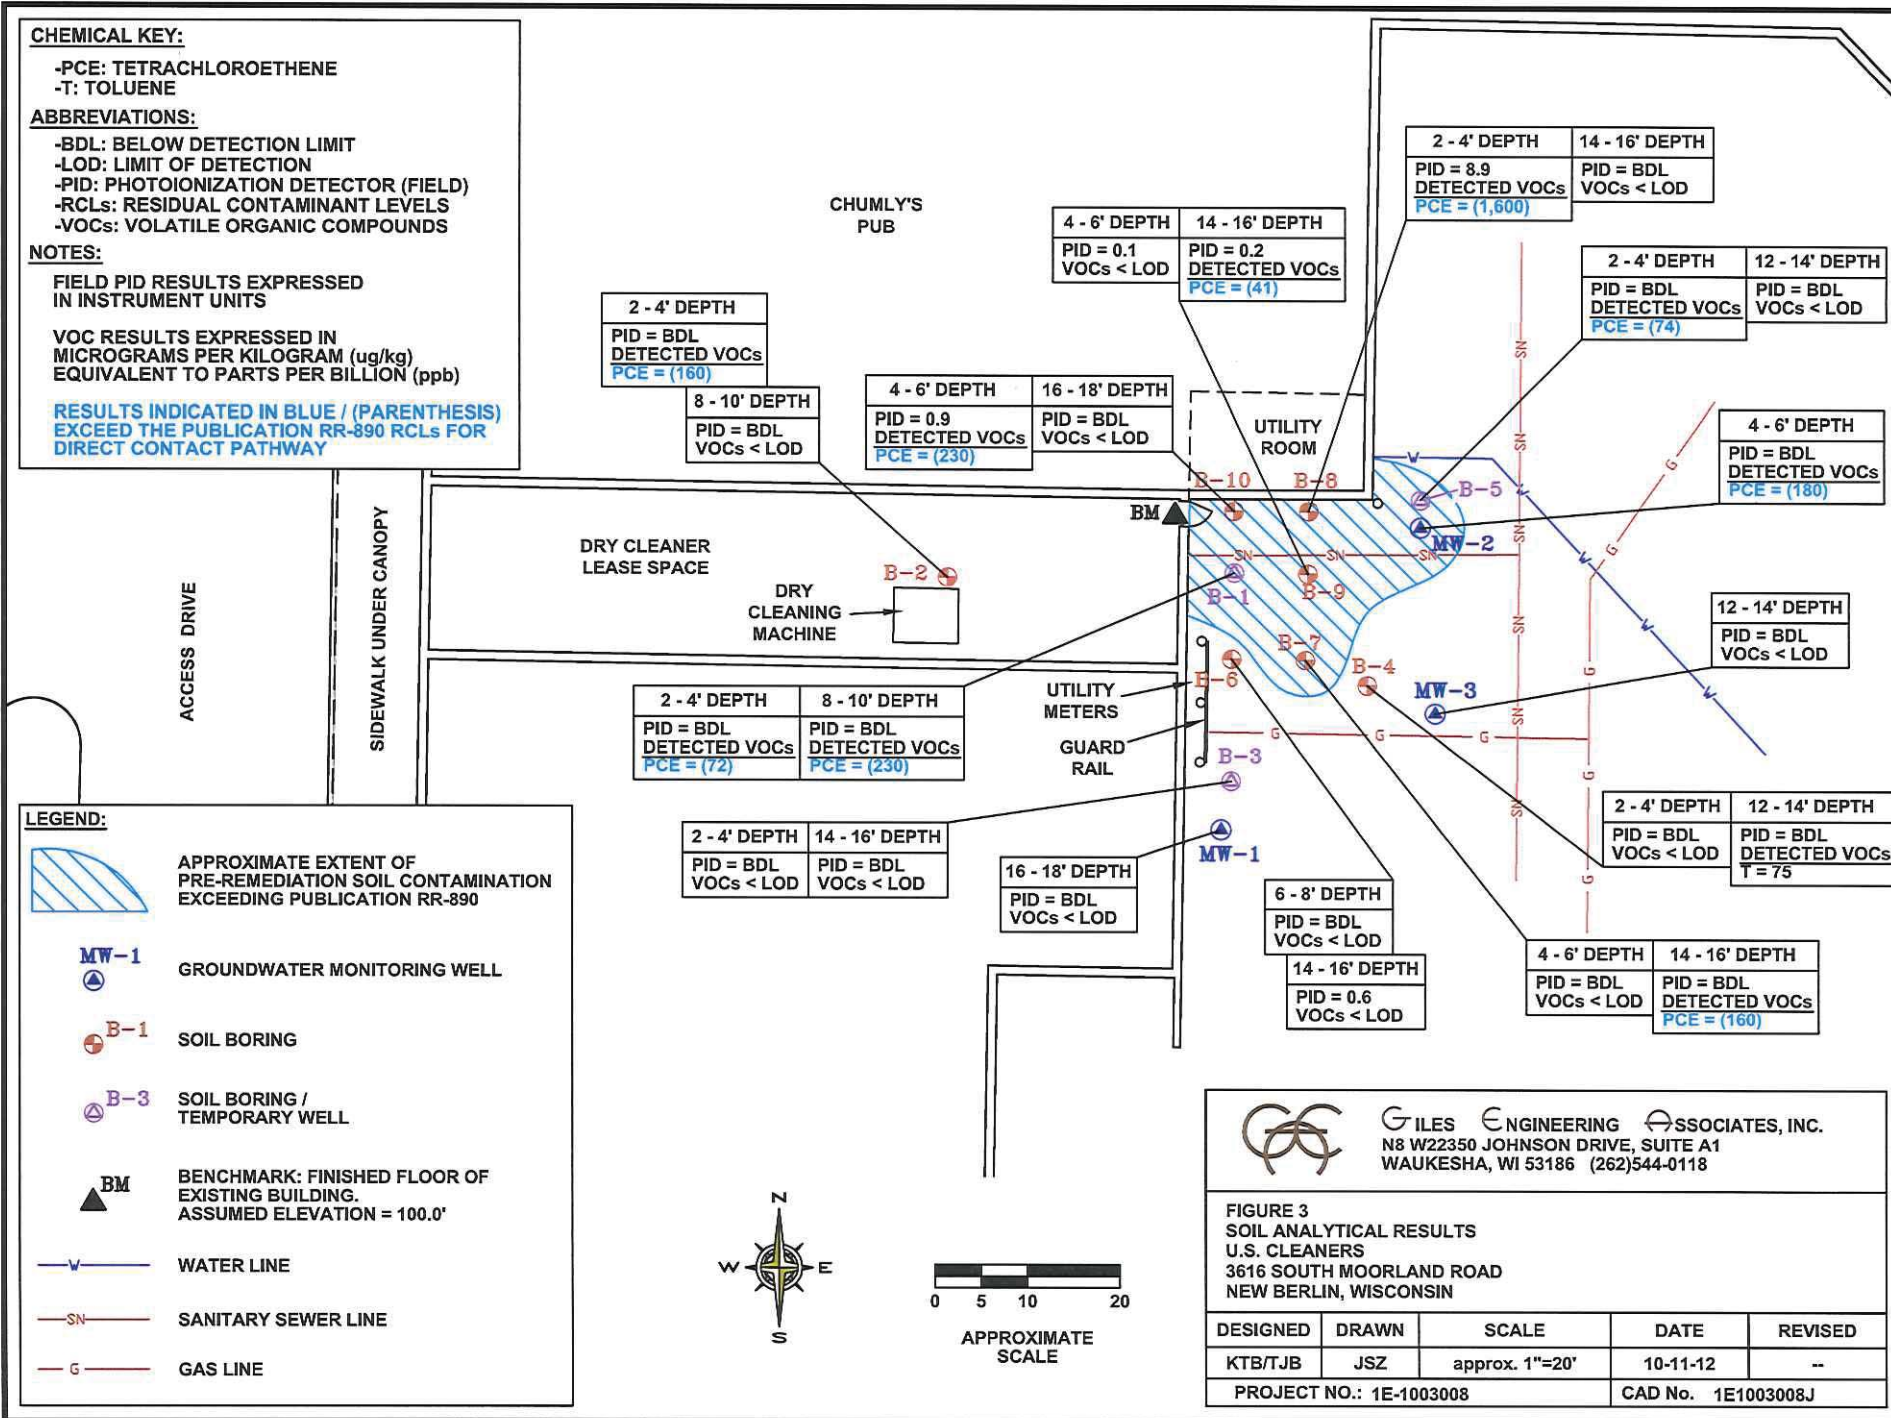 CHEMICAL KEY:
-PCE: TETRACHLOROETHENE
-T: TOLUENE
ABBREVIATIONS:
-BDL: BELOW DETECTION LIMIT
-LOD: LIMIT OF DETECTION
-PID: PHOTOIONIZATION DETECTOR (FIELD)
-RCLs: RESIDUAL CONTAMINANT LEVELS
-VOCs: VOLATILE ORGANIC COMPOUNDS
NOTES:
FIELD PID RESULTS EXPRESSED
IN INSTRUMENT UNITS
VOC RESULTS EXPRESSED IN
MICROGRAMS PER KILOGRAM (ug/kg)
EQUIVALENT TO PARTS PER BILLION (ppb)
RESULTS INDICATED IN BLUE / (PARENTHESIS)
EXCEED THE PUBLICATION RR-890 RCLs FOR
DIRECT CONTACT PATHWAY
CHUMLY'S
PUB
2 - 4' DEPTH 14 - 16' DEPTH
PID = 8.9 PID = BDL
DETECTED VOCs VOCs < LOD
PCE = (1,600)
4 - 6' DEPTH 14 - 16' DEPTH
PID = 0.1 PID = 0.2
VOCs < LOD DETECTED VOCs
PCE = (41)
2 - 4' DEPTH 12 - 14' DEPTH
PID = BDL PID = BDL
DETECTED VOCs VOCs < LOD
PCE = (74)
2 - 4' DEPTH
PID = BDL
DETECTED VOCs
PCE = (160)
8 - 10' DEPTH
PID = BDL
VOCs < LOD
4 - 6' DEPTH 16 - 18' DEPTH
PID = 0.9 PID = BDL
DETECTED VOCs VOCs < LOD
PCE = (230)
UTILITY
ROOM
4 - 6' DEPTH
PID = BDL
DETECTED VOCs
PCE = (180)
B-10
B-8
B-5
BM
MW-2
B-2
B-1
B-9
B-7
B-6
B-4
MW-3
B-3
MW-1
W
W
W
W
W
SN
SN
SN
SN
SN
SN
SN
SN
SN
G
G
G
G
G
G
G
G
ACCESS DRIVE
SIDEWALK UNDER CANOPY
DRY CLEANER
LEASE SPACE
DRY
CLEANING
MACHINE
12 - 14' DEPTH
PID = BDL
VOCs < LOD
UTILITY
METERS
GUARD
RAIL
2 - 4' DEPTH 8 - 10' DEPTH
PID = BDL PID = BDL
DETECTED VOCs DETECTED VOCs
PCE = (72) PCE = (230)
2 - 4' DEPTH 14 - 16' DEPTH
PID = BDL PID = BDL
VOCs < LOD VOCs < LOD
16 - 18' DEPTH
PID = BDL
VOCs < LOD
6 - 8' DEPTH
PID = BDL
VOCs < LOD
14 - 16' DEPTH
PID = 0.6
VOCs < LOD
2 - 4' DEPTH 12 - 14' DEPTH
PID = BDL PID = BDL
VOCs < LOD DETECTED VOCs
T = 75
4 - 6' DEPTH 14 - 16' DEPTH
PID = BDL PID = BDL
VOCs < LOD DETECTED VOCs
PCE = (160)
LEGEND:
APPROXIMATE EXTENT OF
PRE-REMEDIATION SOIL CONTAMINATION
EXCEEDING PUBLICATION RR-890
MW-1
GROUNDWATER MONITORING WELL
B-1
SOIL BORING
B-3
SOIL BORING /
TEMPORARY WELL
BM
BENCHMARK: FINISHED FLOOR OF
EXISTING BUILDING.
ASSUMED ELEVATION = 100.0'
W WATER LINE
SN SANITARY SEWER LINE
G GAS LINE
N
W E
S
0 5 10 20
APPROXIMATE
SCALE
GILES ENGINEERING ASSOCIATES, INC.
N8 W22350 JOHNSON DRIVE, SUITE A1
WAUKESHA, WI 53186 (262)544-0118
FIGURE 3
SOIL ANALYTICAL RESULTS
U.S. CLEANERS
3616 SOUTH MOORLAND ROAD
NEW BERLIN, WISCONSIN
DESIGNED DRAWN SCALE DATE REVISED
KTB/TJB JSZ approx. 1"=20' 10-11-12 --
PROJECT NO.: 1E-1003008 CAD No. 1E1003008J